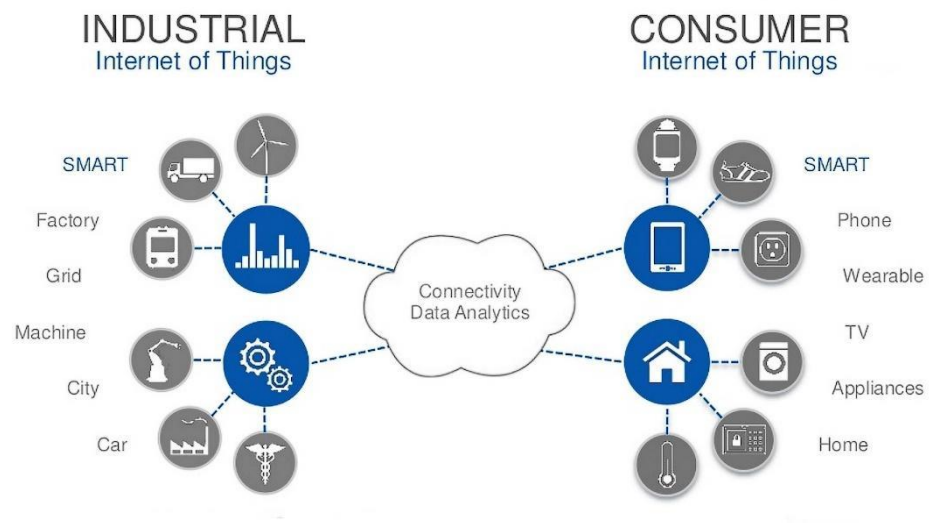 INDUSTRIAL
Internet of Things
SMART
Factory
Grid
Machine
City
Car
Connectivity
Data Analytics
CONSUMER
Internet of Things
SMART
Phone
Wearable
TV
Appliances
Home